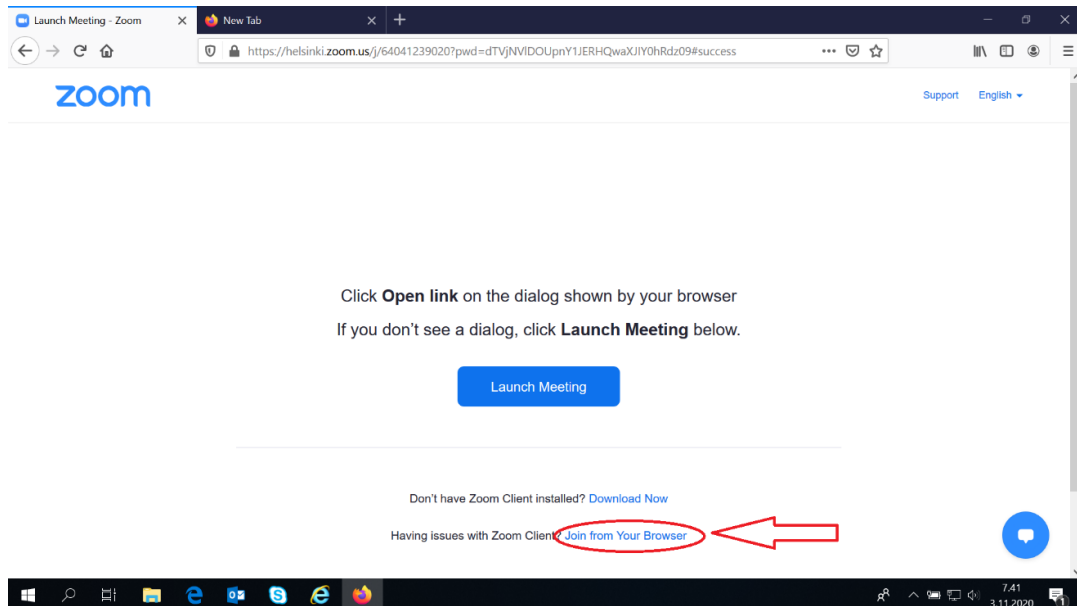 Launch Meeting - Zoom
New Tab
https://helsinki.zoom.us/j/64041239020?pwd=dTVjNVlDOUpnY1JERHQwaXJIY0hRdz09#success
zoom
Support English
Click Open link on the dialog shown by your browser
If you don't see a dialog, click Launch Meeting below.
Launch Meeting
Don't have Zoom Client installed? Download Now
Having issues with Zoom Client? Join from Your Browser
7.41
3.11.2020